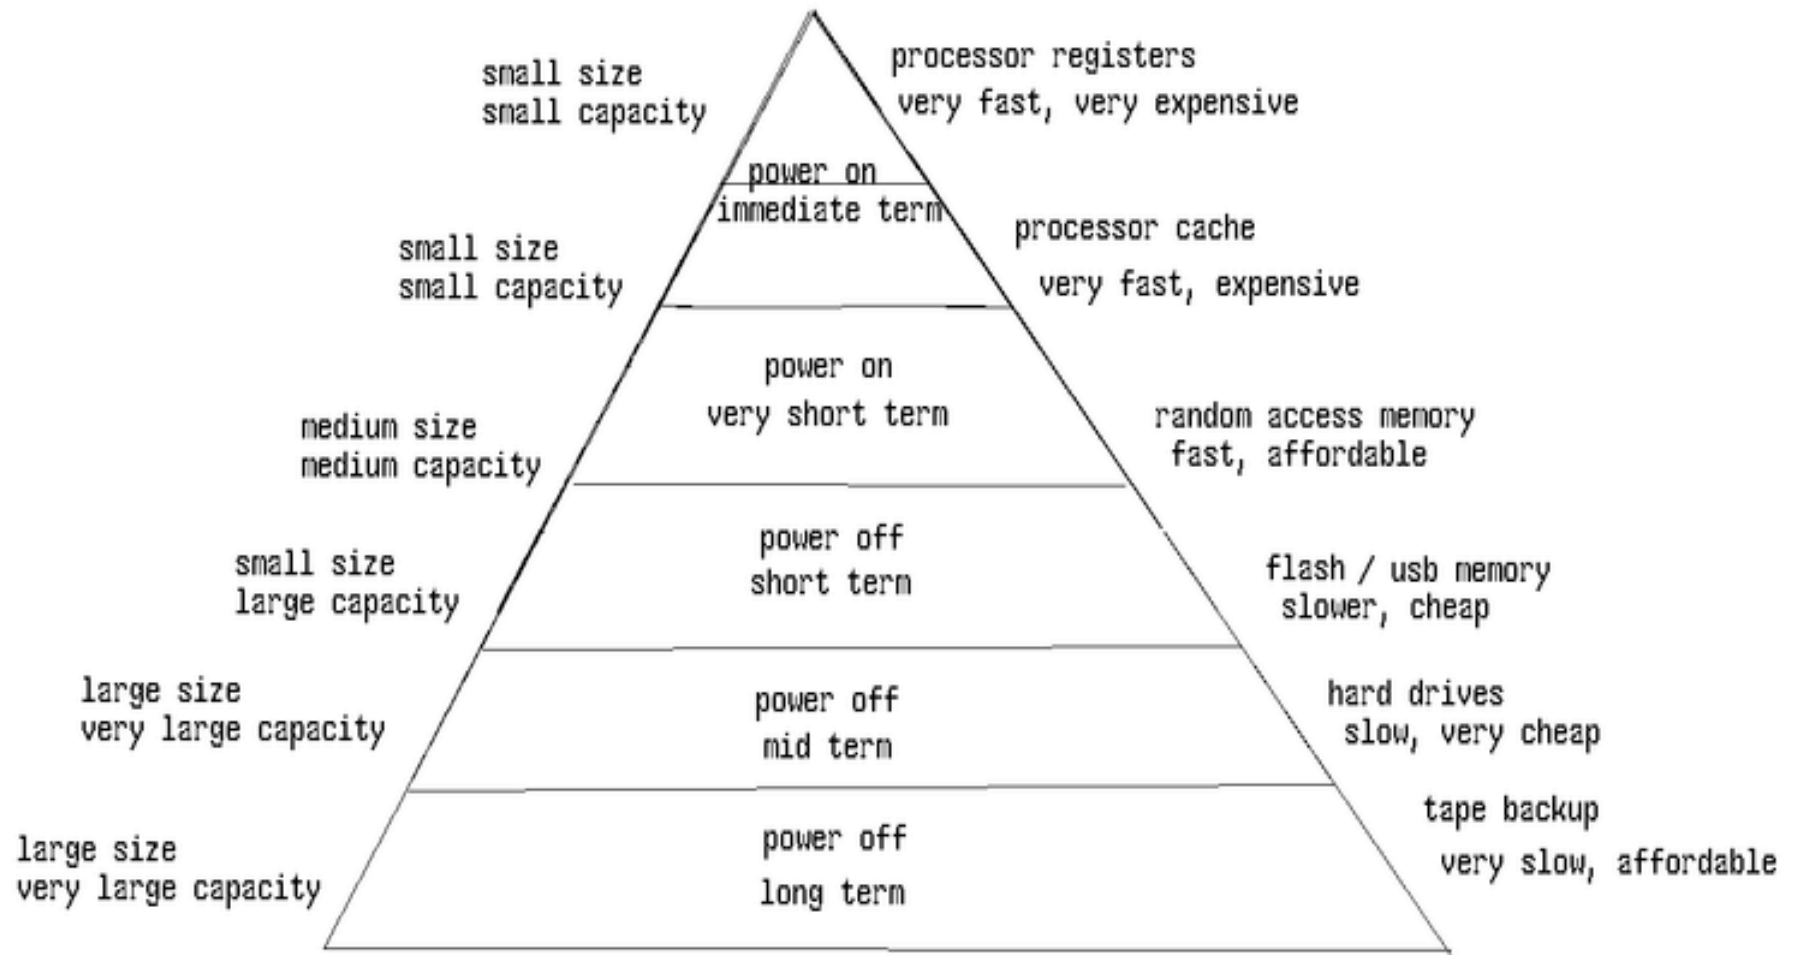 small size
small capacity
processor registers
very fast, very expensive
power on
immediate term
small size
small capacity
processor cache
very fast, expensive
power on
very short term
medium size
medium capacity
random access memory
fast, affordable
power off
short term
small size
large capacity
flash / usb memory
slower, cheap
power off
mid term
large size
very large capacity
hard drives
slow, very cheap
power off
long term
large size
very large capacity
tape backup
very slow, affordable